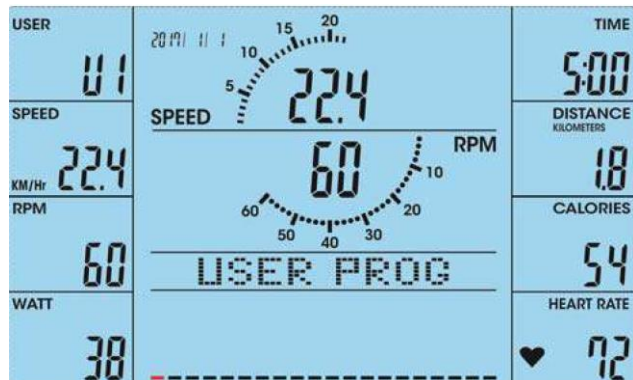 USER
U1
SPEED
KM/Hr 22.4
RPM
60
WATT
38
2017/ 1/ 1
5 10 15 20
SPEED 22.4
60 RPM
10 20 30 40 50 60
USER PROG
TIME
5:00
DISTANCE
KILOMETERS
1.8
CALORIES
54
HEART RATE
72